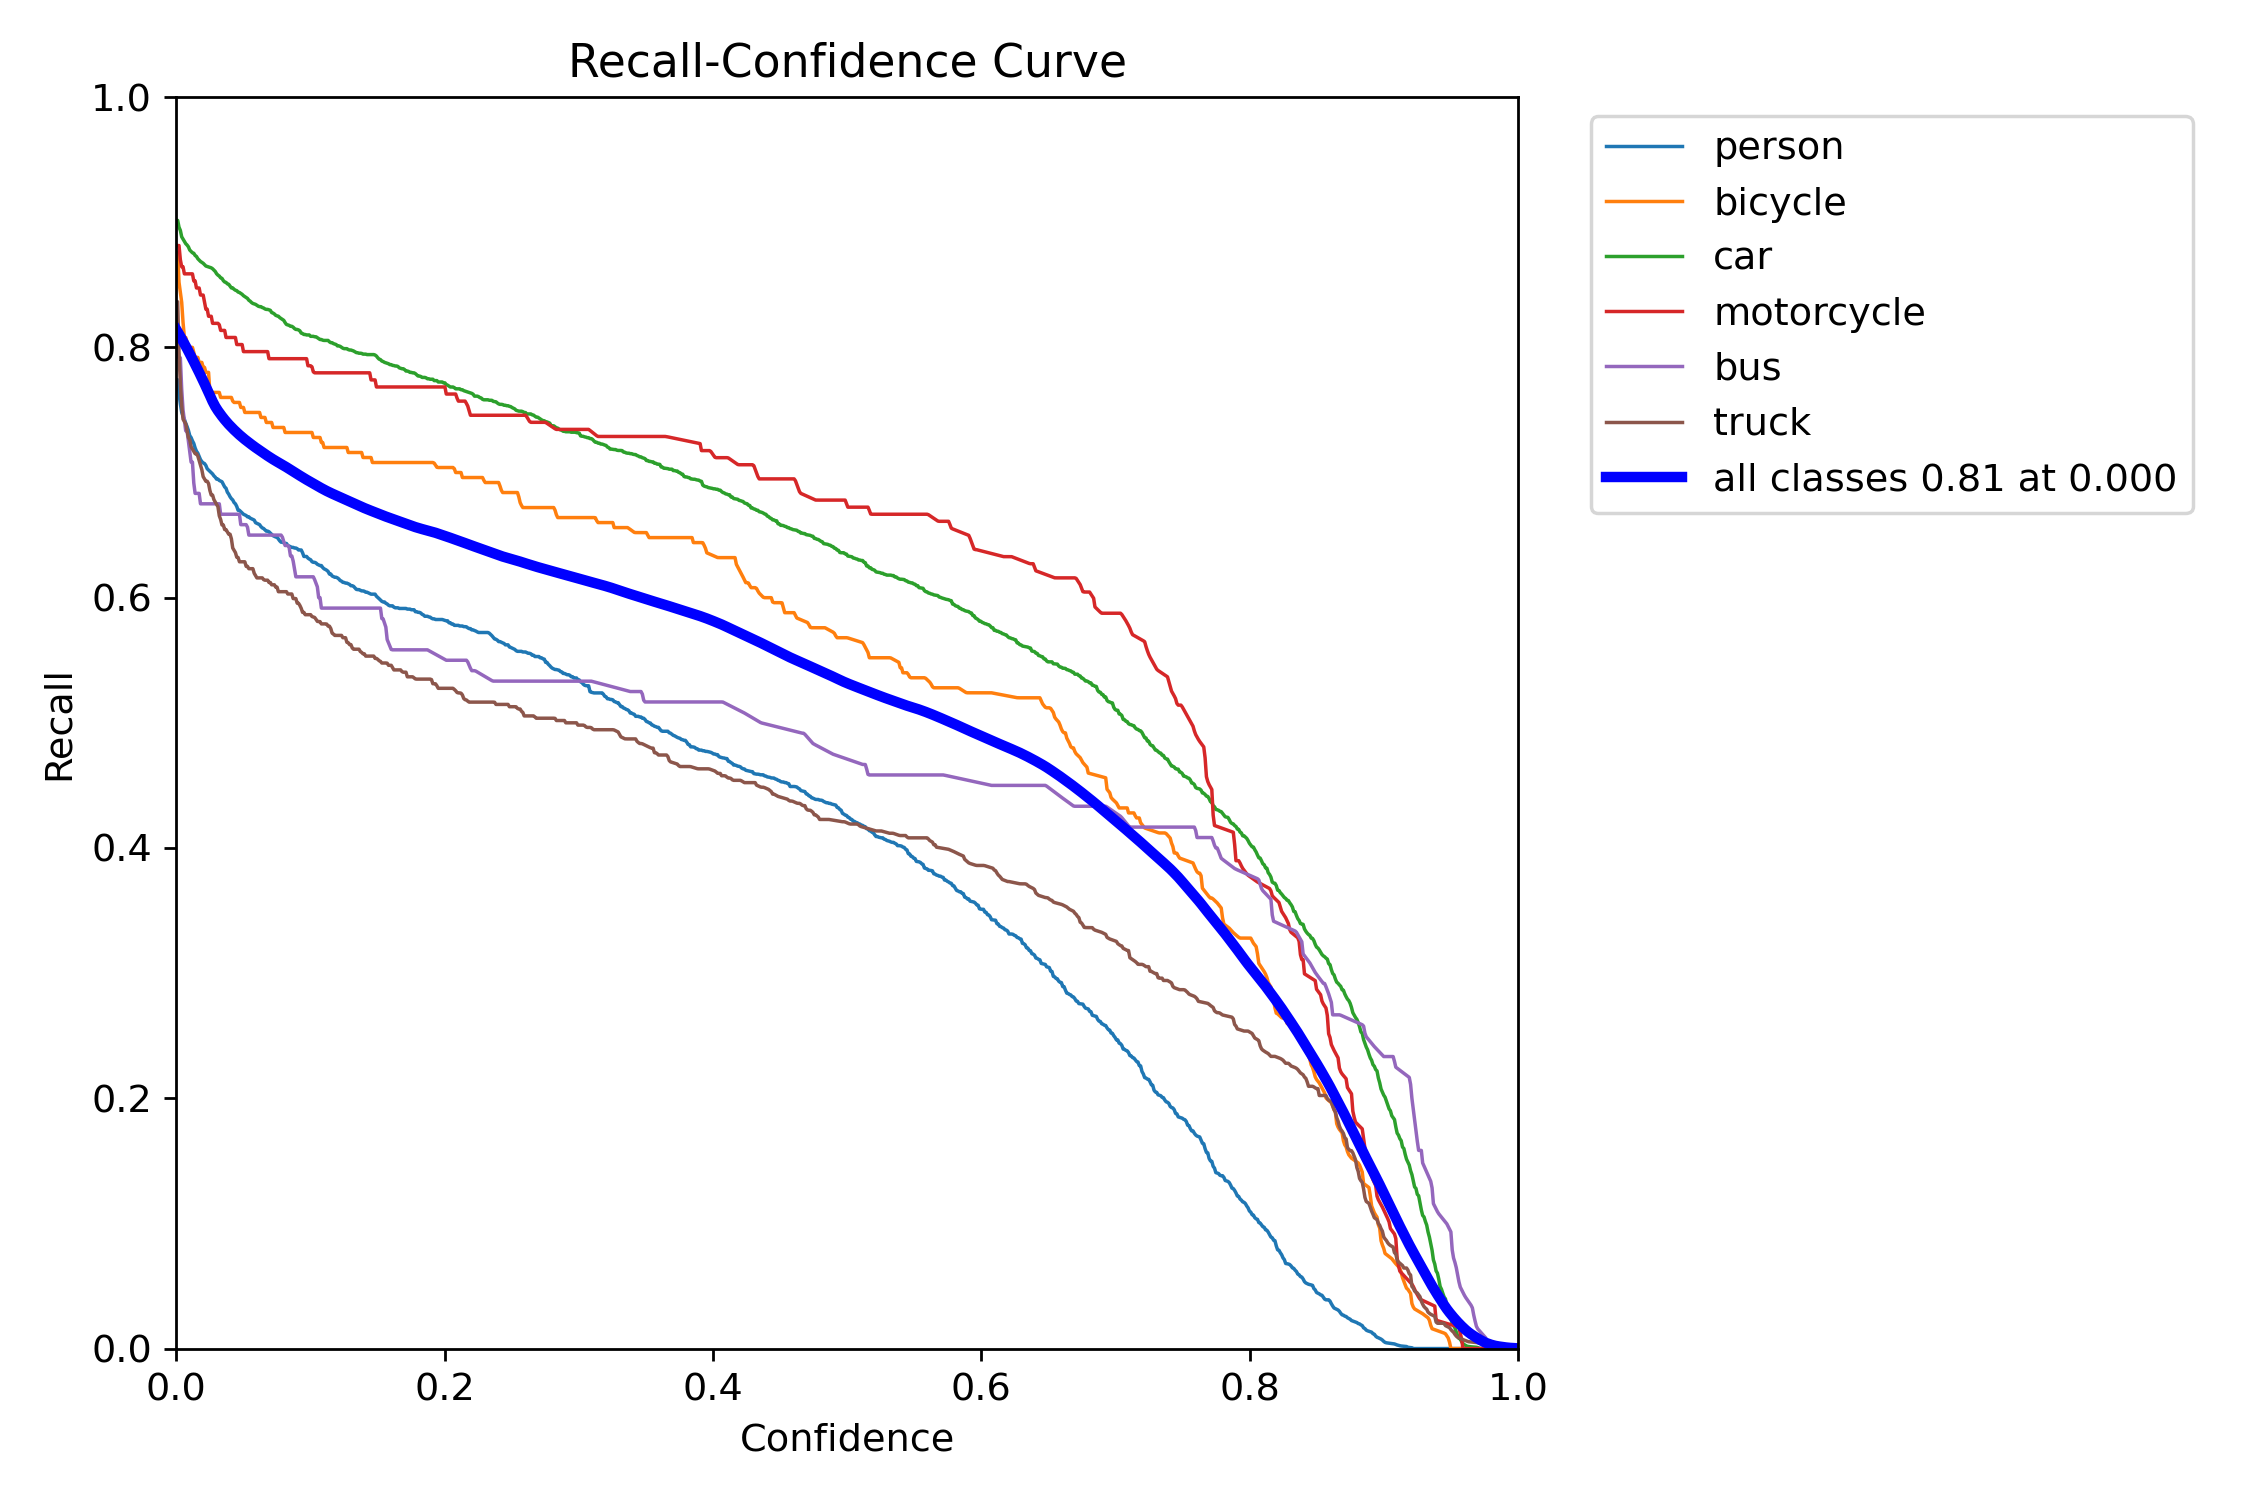 Recall-Confidence Curve
1.0
0.8
0.6
0.4
0.2
0.0
Recall
0.0 0.2 0.4 0.6 0.8 1.0
Confidence
person
bicycle
car
motorcycle
bus
truck
all classes 0.81 at 0.000